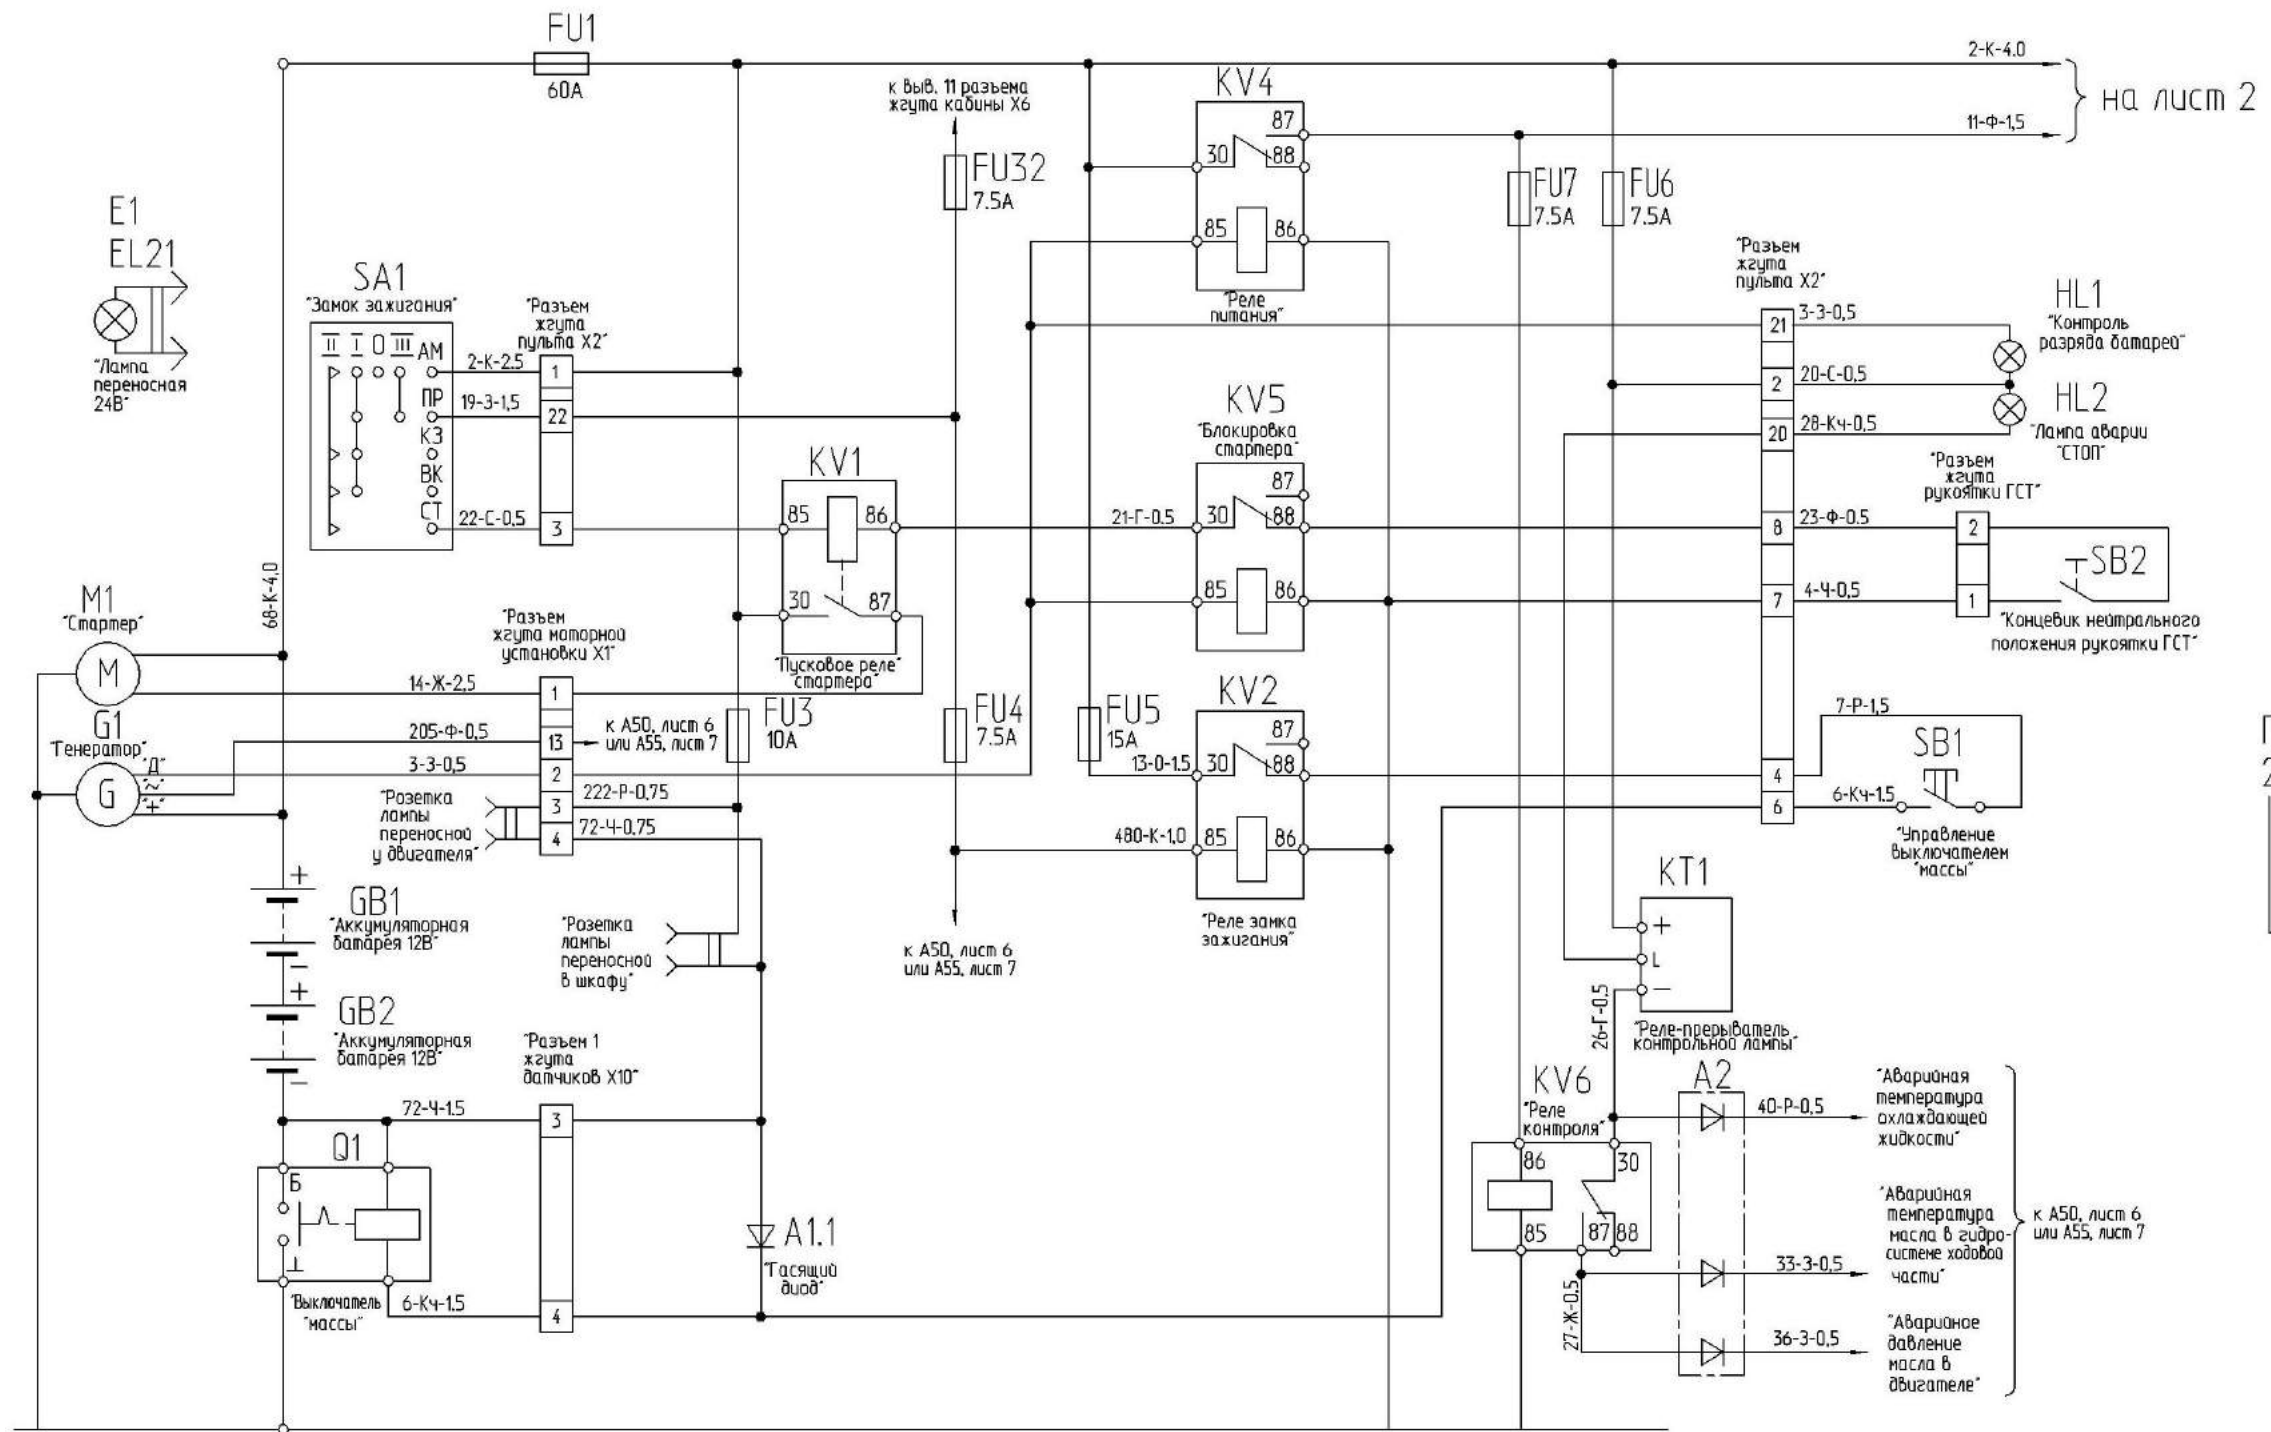 FU1
60А
2-К-4.0
на лист 2
11-Ф-1,5
к выв. 11 разъема
жгута кабины Х6
FU32
7.5А
KV4
87
30
88
85
86
"Реле
питания"
FU7
7.5А
FU6
7.5А
E1
EL21
"Лампа
переносная
24В"
SA1
"Замок зажигания"
II I 0 III АМ
ПР
КЗ
ВК
СТ
"Разъем
жгута
пульта Х2"
2-К-2.5
1
19-З-1,5
22
22-С-0.5
3
KV1
85
86
30
87
"Пусковое реле
стартера"
KV5
"Блокировка
стартера"
87
21-Г-0.5
30
88
85
86
"Разъем
жгута
пульта Х2"
21
3-З-0,5
2
20-С-0,5
20
28-Кч-0.5
8
23-Ф-0.5
7
4-Ч-0,5
4
7-Р-1,5
6
6-Кч-1.5
HL1
"Контроль
разряда батарей"
HL2
"Лампа аварии
"СТОП"
"Разъем
жгута
рукоятки ГСТ"
2
1
SB2
"Концевик нейтрального
положения рукоятки ГСТ"
SB1
"Управление
выключателем
"массы"
68-К-4.0
M1
"Стартер"
M
G1
"Генератор"
G
"Д"
"~"
"+"
"Разъем
жгута моторной
установки Х1"
14-Ж-2,5
1
205-Ф-0,5
13
к А50, лист 6
или А55, лист 7
3-З-0,5
2
222-Р-0,75
3
72-Ч-0.75
4
"Розетка
лампы
переносной
у двигателя"
FU3
10А
FU4
7.5А
FU5
15А
KV2
87
13-О-1.5
30
88
480-К-1,0
85
86
"Реле замка
зажигания"
"Розетка
лампы
переносной
в шкафу"
к А50, лист 6
или А55, лист 7
+
GB1
"Аккумуляторная
батарея 12В"
−
+
GB2
"Аккумуляторная
батарея 12В"
−
"Разъем 1
жгута
датчиков Х10"
72-Ч-1.5
3
6-Кч-1.5
4
Q1
Б
⊥
"Выключатель
"массы"
A1.1
"Гасящий
диод"
KT1
+
L
−
"Реле-прерыватель
контрольной лампы"
26-Г-0.5
KV6
"Реле
контроля"
86
30
85
87
88
27-Ж-0.5
A2
40-Р-0,5
33-З-0,5
36-З-0,5
"Аварийная
температура
охлаждающей
жидкости"
"Аварийная
температура
масла в гидро-
системе ходовой
части"
"Аварийное
давление
масла в
двигателе"
к А50, лист 6
или А55, лист 7